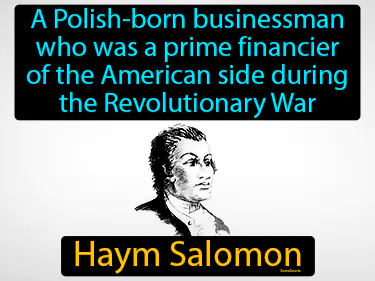 A Polish-born businessman
who was a prime financier
of the American side during
the Revolutionary War
Haym Salomon